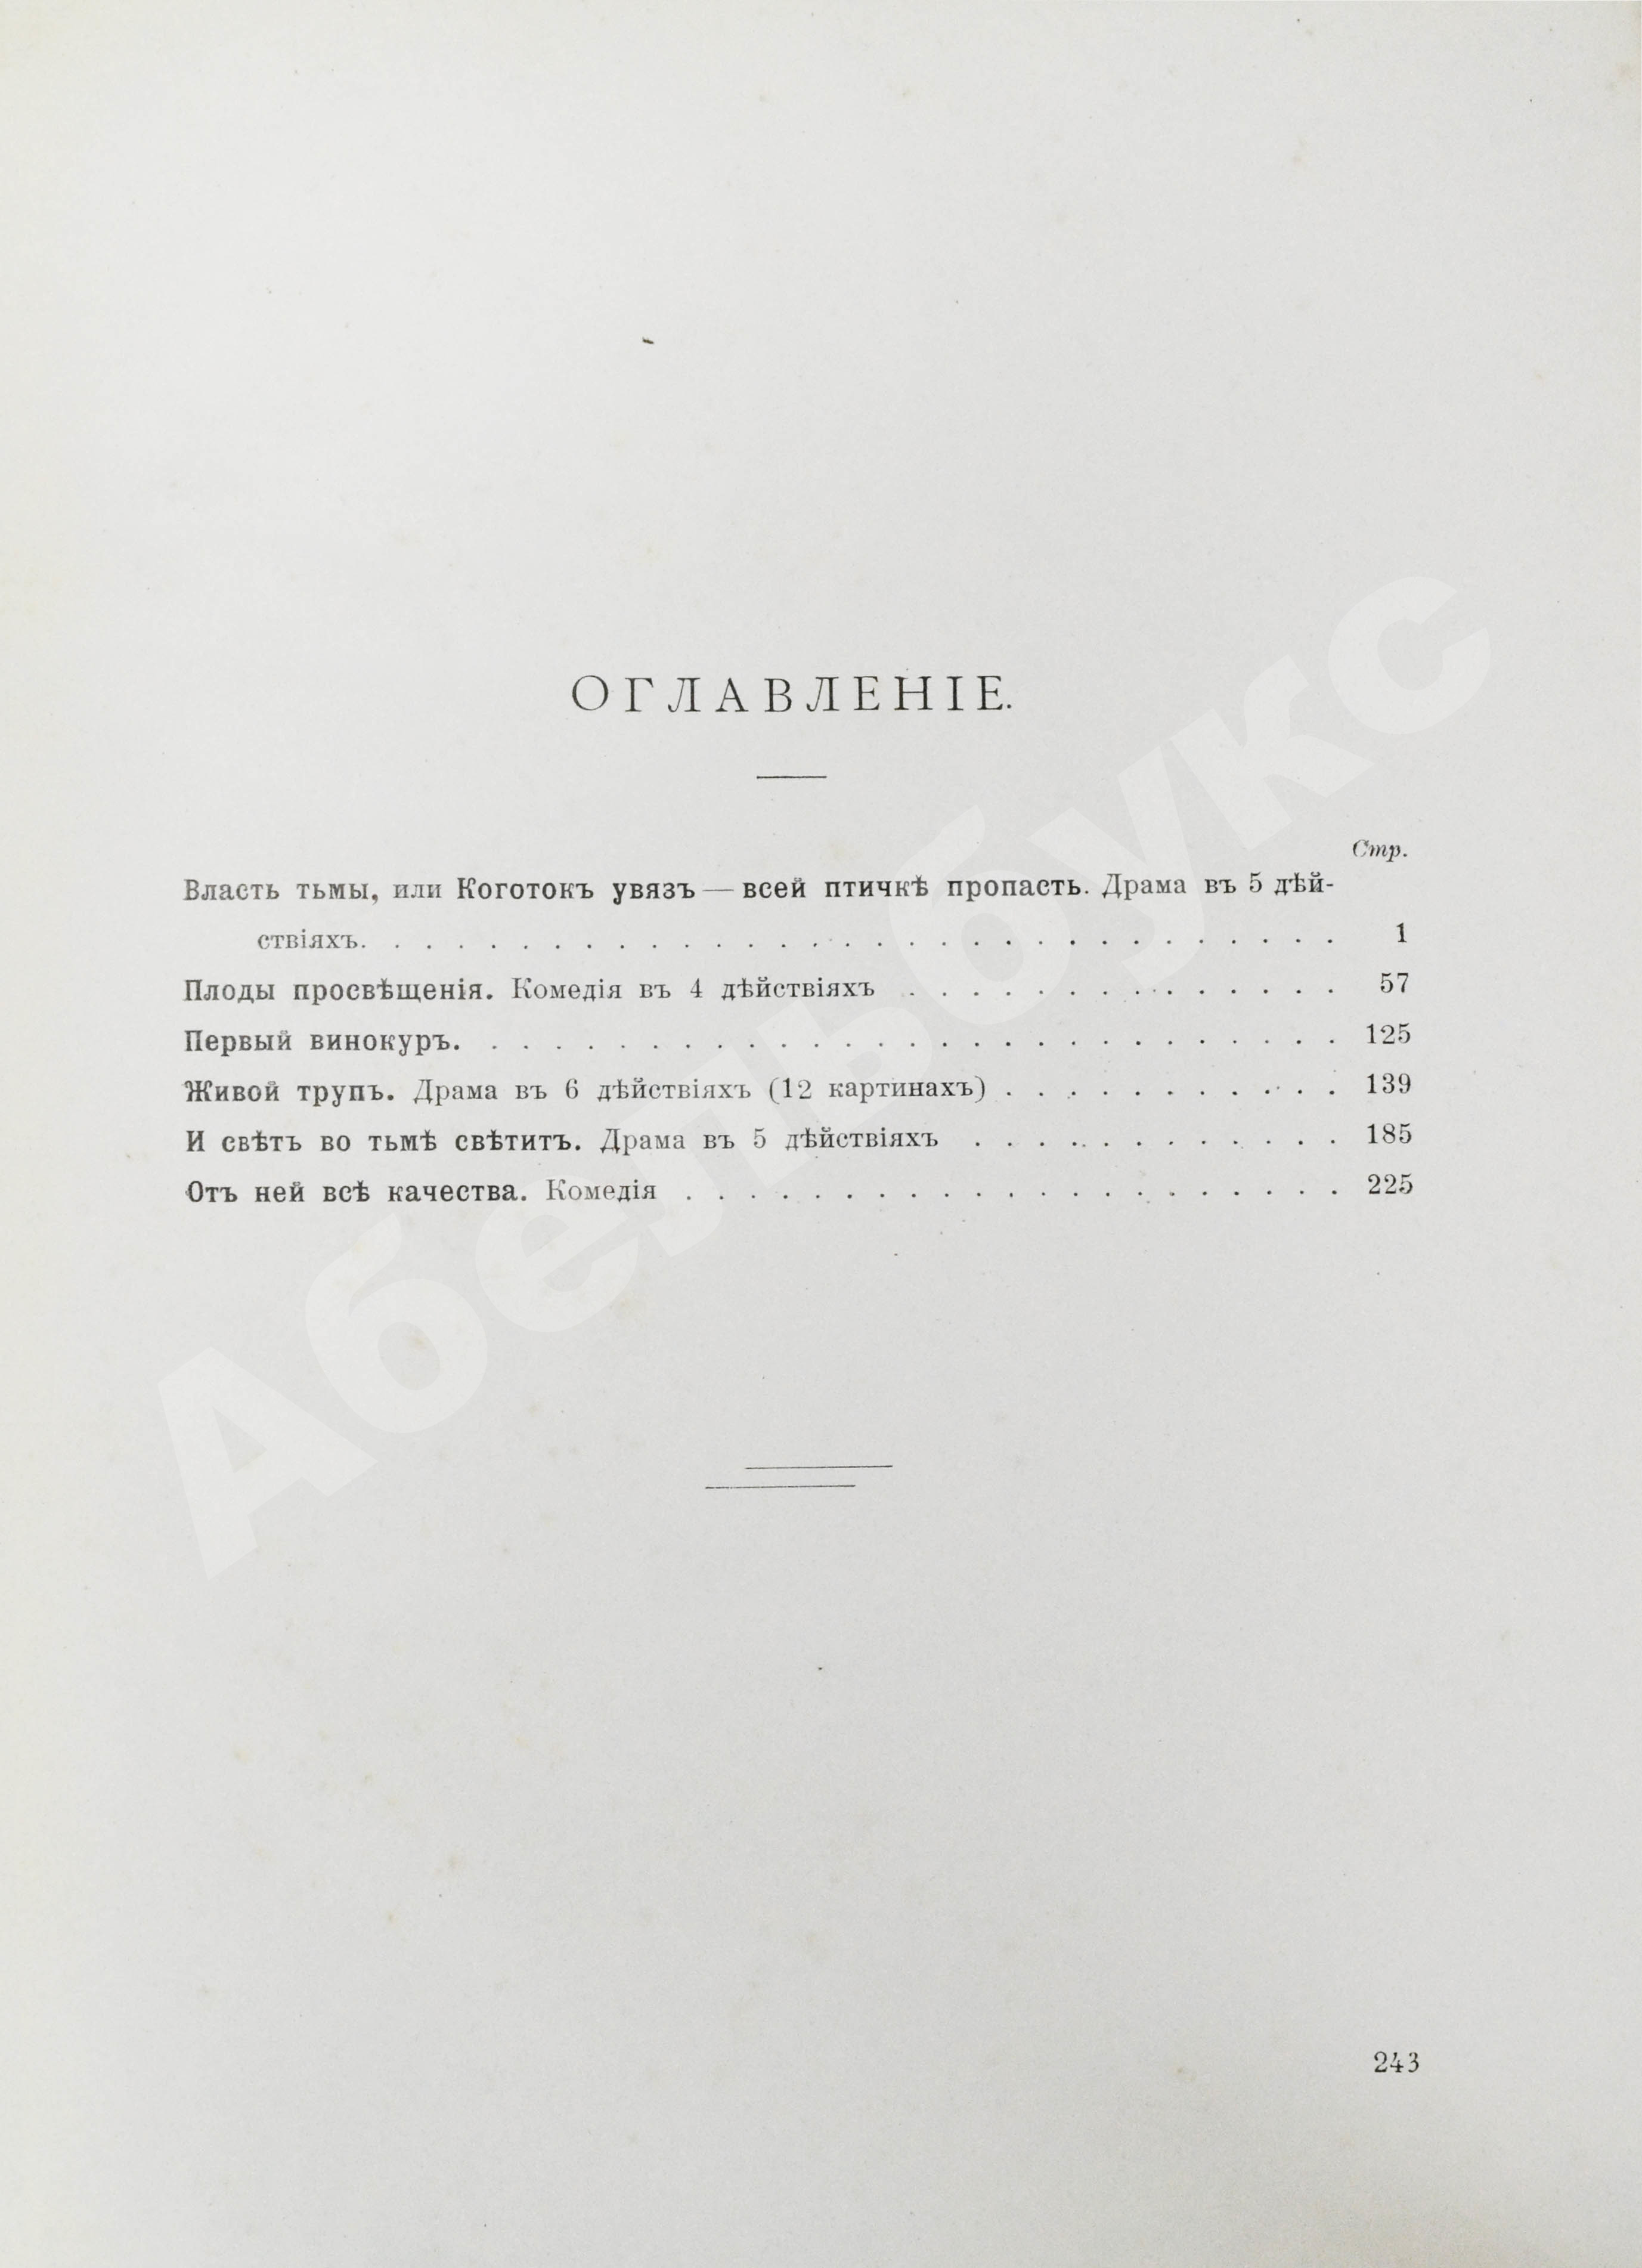 ОГЛАВЛЕНІЕ.
Стр.
Власть тьмы, или Коготокъ увязъ — всей птичкѣ пропасть. Драма въ 5 дѣй-
ствіяхъ. . . . . . . . . . . . . . . . . . . . . . . . . . . . . . . 1
Плоды просвѣщенія. Комедія въ 4 дѣйствіяхъ . . . . . . . . . . . . . . 57
Первый винокуръ. . . . . . . . . . . . . . . . . . . . . . . . . . . . 125
Живой трупъ. Драма въ 6 дѣйствіяхъ (12 картинахъ) . . . . . . . . . . . 139
И свѣтъ во тьмѣ свѣтитъ. Драма въ 5 дѣйствіяхъ . . . . . . . . . . . . 185
Отъ ней всѣ качества. Комедія . . . . . . . . . . . . . . . . . . . . . 225
Абельбукс
243